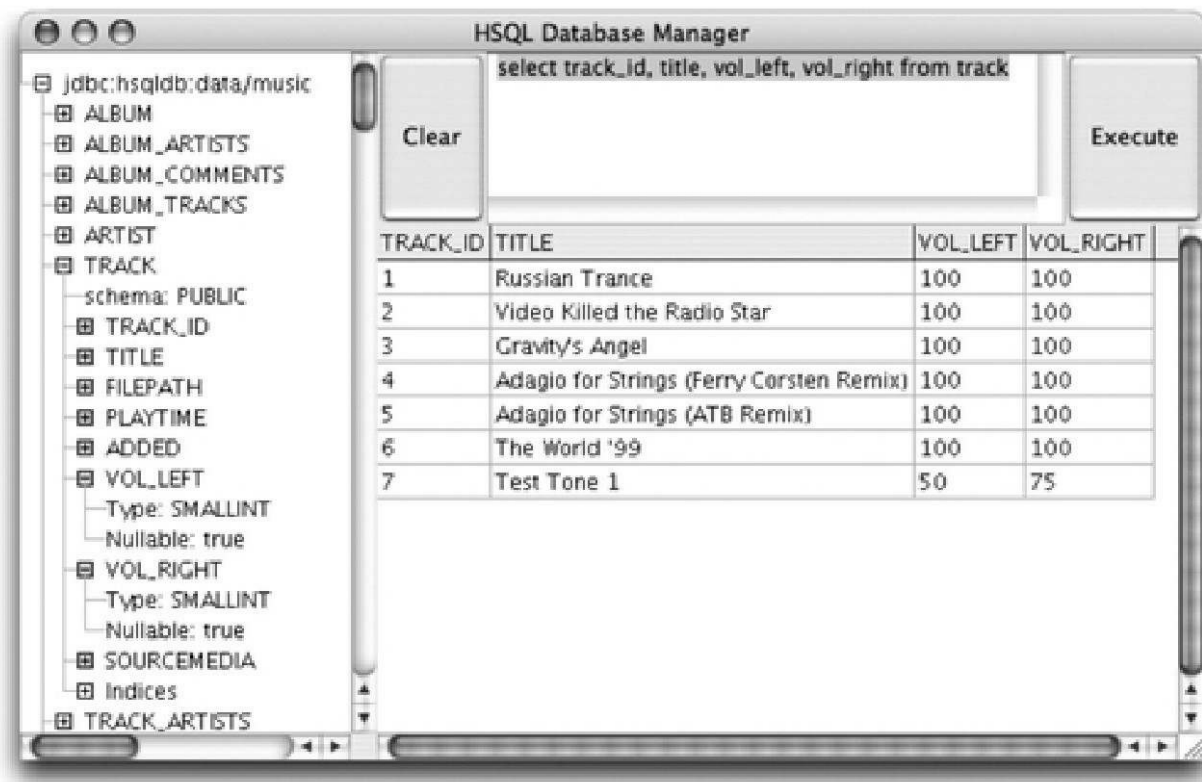 HSQL Database Manager
jdbc:hsqldb:data/music
ALBUM
ALBUM_ARTISTS
ALBUM_COMMENTS
ALBUM_TRACKS
ARTIST
TRACK
schema: PUBLIC
TRACK_ID
TITLE
FILEPATH
PLAYTIME
ADDED
VOL_LEFT
Type: SMALLINT
Nullable: true
VOL_RIGHT
Type: SMALLINT
Nullable: true
SOURCEMEDIA
Indices
TRACK_ARTISTS
Clear
select track_id, title, vol_left, vol_right from track
Execute
TRACK_ID TITLE VOL_LEFT VOL_RIGHT
1 Russian Trance 100 100
2 Video Killed the Radio Star 100 100
3 Gravity's Angel 100 100
4 Adagio for Strings (Ferry Corsten Remix) 100 100
5 Adagio for Strings (ATB Remix) 100 100
6 The World '99 100 100
7 Test Tone 1 50 75